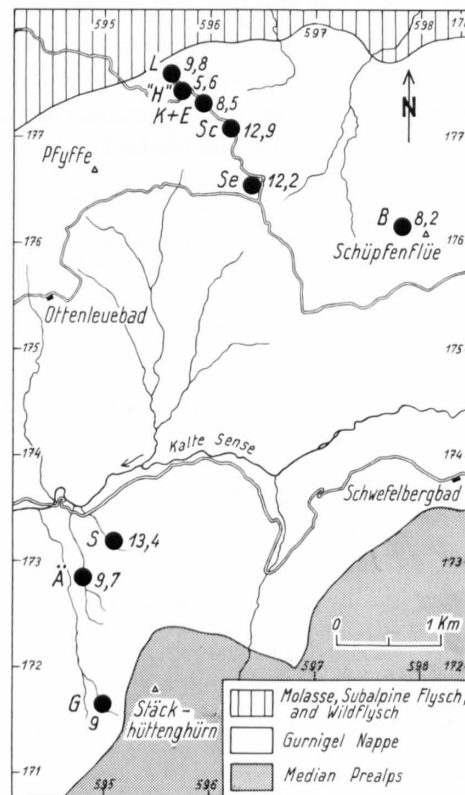 595 596 597 598
L 9,8
"H" 5,6
K+E 8,5
Sc 12,9
N
177 177
Pfyffe
Se 12,2
B 8,2
176 176
Schüpfenflüe
Ottenleuebad
175 175
174 174
Kalte Sense
Schwefelbergbad
S 13,4
173 173
Ä 9,7
0 1 Km
172 597 598 172
G 9
Stäck-
hüttenghürn
Molasse, Subalpine Flysch,
and Wildflysch
Gurnigel Nappe
171 595 596
Median Prealps